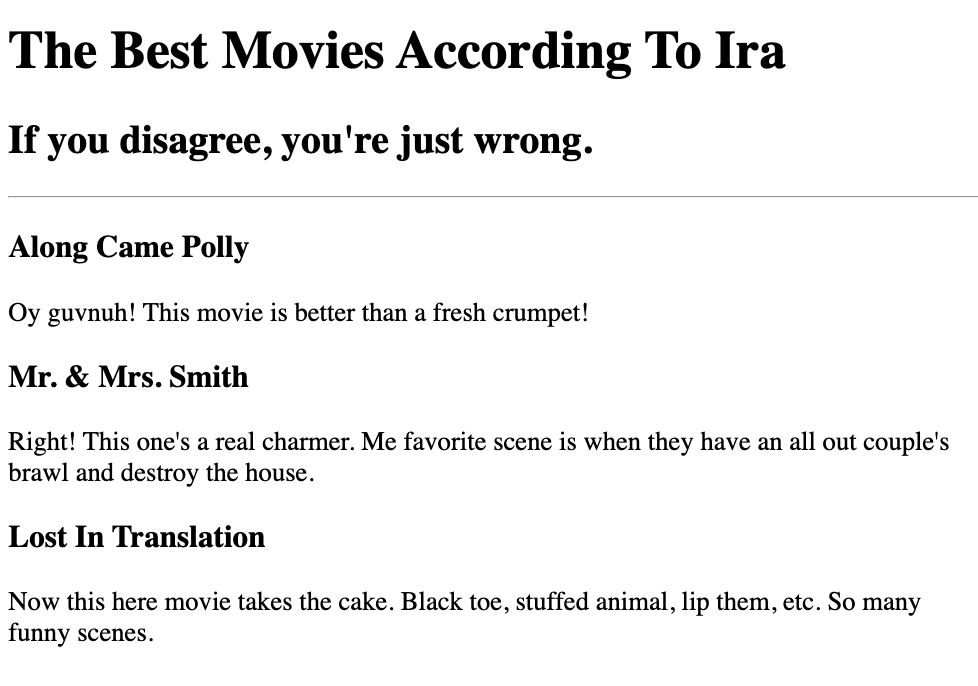 The Best Movies According To Ira
If you disagree, you're just wrong.
Along Came Polly
Oy guvnuh! This movie is better than a fresh crumpet!
Mr. & Mrs. Smith
Right! This one's a real charmer. Me favorite scene is when they have an all out couple's
brawl and destroy the house.
Lost In Translation
Now this here movie takes the cake. Black toe, stuffed animal, lip them, etc. So many
funny scenes.